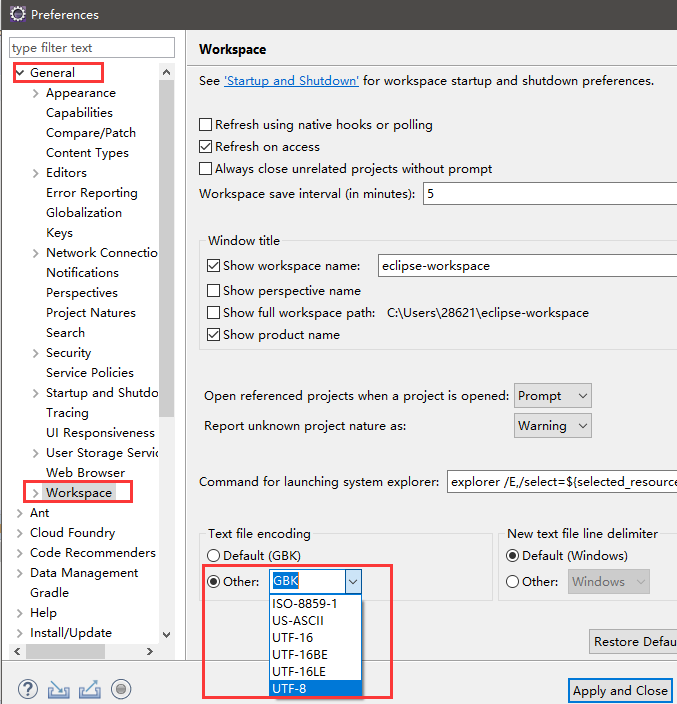 Preferences
type filter text
General
Appearance
Capabilities
Compare/Patch
Content Types
Editors
Error Reporting
Globalization
Keys
Network Connectio
Notifications
Perspectives
Project Natures
Search
Security
Service Policies
Startup and Shutdo
Tracing
UI Responsiveness
User Storage Servic
Web Browser
Workspace
Ant
Cloud Foundry
Code Recommenders
Data Management
Gradle
Help
Install/Update
Workspace
See 'Startup and Shutdown' for workspace startup and shutdown preferences.
Refresh using native hooks or polling
Refresh on access
Always close unrelated projects without prompt
Workspace save interval (in minutes): 5
Window title
Show workspace name: eclipse-workspace
Show perspective name
Show full workspace path: C:\Users\28621\eclipse-workspace
Show product name
Open referenced projects when a project is opened: Prompt
Report unknown project nature as: Warning
Command for launching system explorer: explorer /E,/select=${selected_resource
Text file encoding
Default (GBK)
Other: GBK
ISO-8859-1
US-ASCII
UTF-16
UTF-16BE
UTF-16LE
UTF-8
New text file line delimiter
Default (Windows)
Other: Windows
Restore Defau
?
Apply and Close